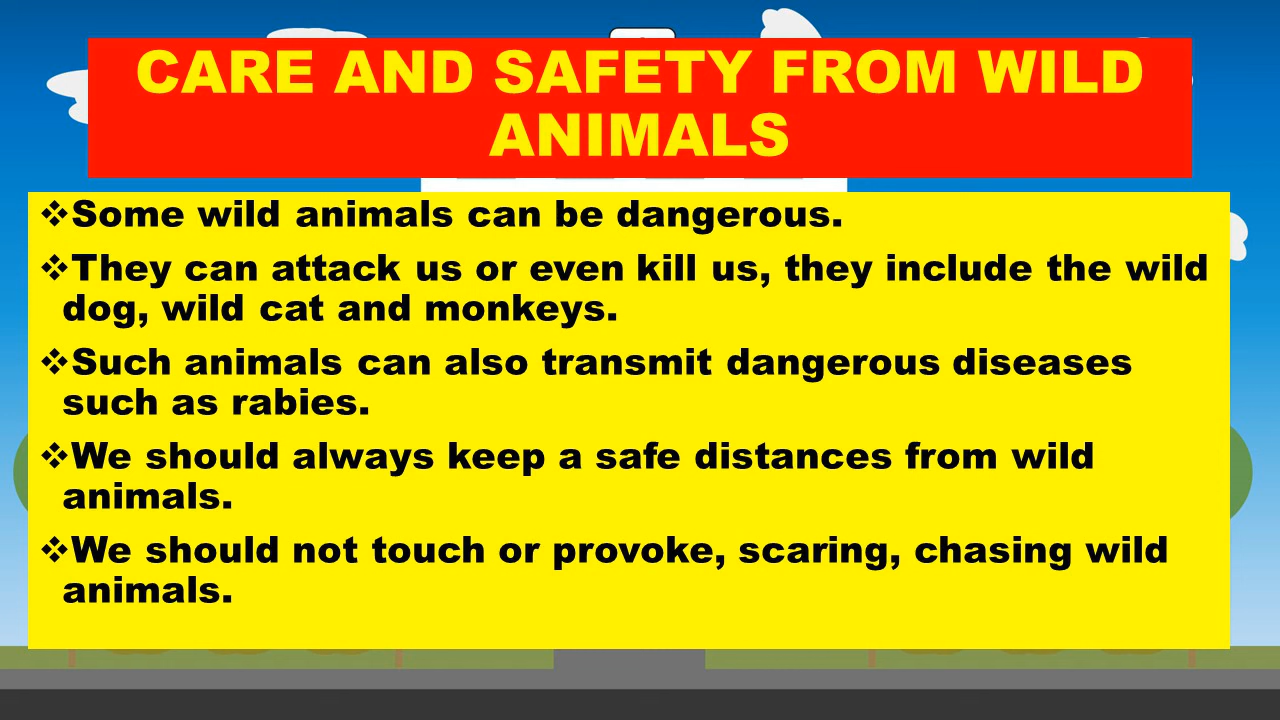 CARE AND SAFETY FROM WILD
ANIMALS
❖Some wild animals can be dangerous.
❖They can attack us or even kill us, they include the wild
dog, wild cat and monkeys.
❖Such animals can also transmit dangerous diseases
such as rabies.
❖We should always keep a safe distances from wild
animals.
❖We should not touch or provoke, scaring, chasing wild
animals.